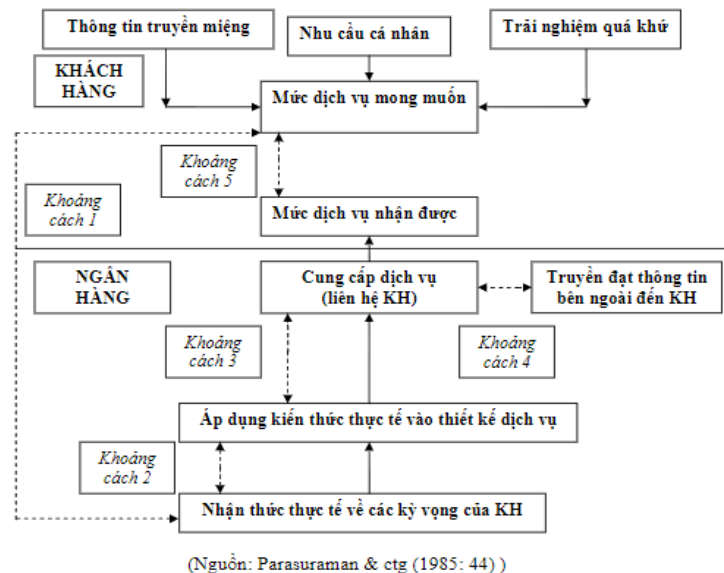 Thông tin truyền miệng
Nhu cầu cá nhân
Trải nghiệm quá khứ
KHÁCH
HÀNG
Mức dịch vụ mong muốn
Khoảng
cách 5
Khoảng
cách 1
Mức dịch vụ nhận được
NGÂN
HÀNG
Cung cấp dịch vụ
(liên hệ KH)
Truyền đạt thông tin
bên ngoài đến KH
Khoảng
cách 3
Khoảng
cách 4
Áp dụng kiến thức thực tế vào thiết kế dịch vụ
Khoảng
cách 2
Nhận thức thực tế về các kỳ vọng của KH
(Nguồn: Parasuraman & ctg (1985: 44) )